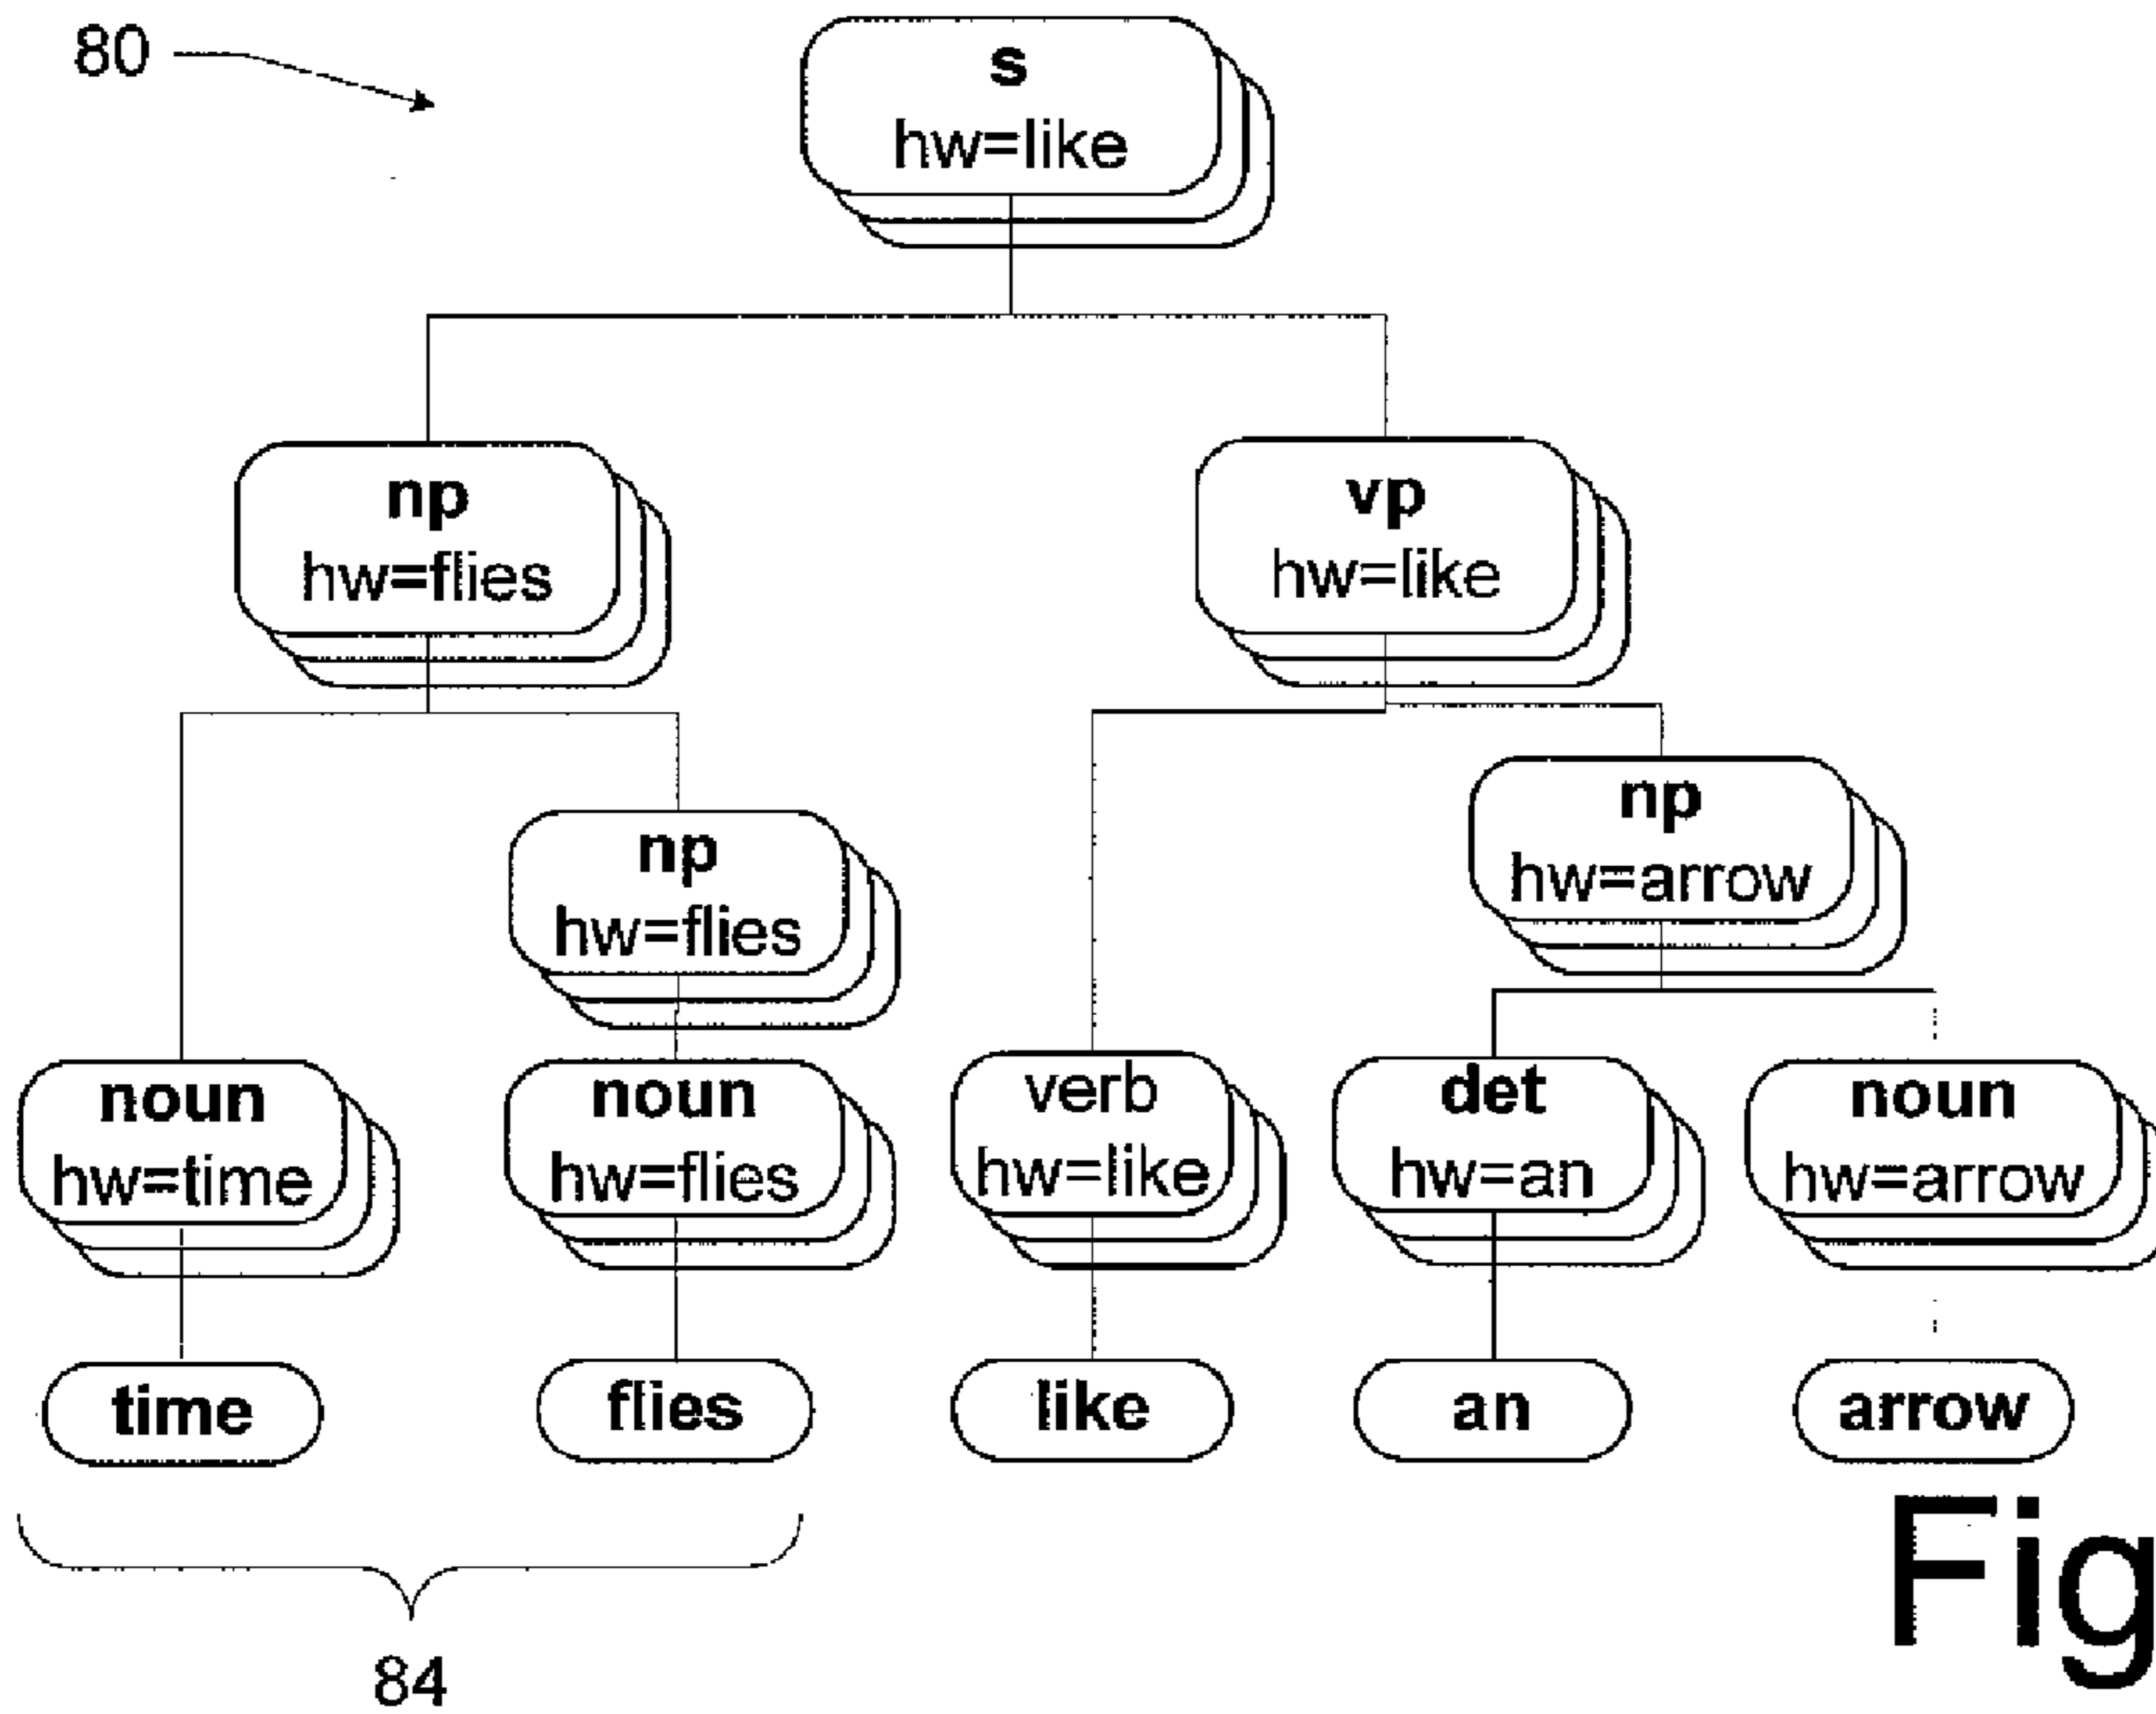 80
s
hw=like
np
hw=flies
vp
hw=like
np
hw=flies
np
hw=arrow
noun
hw=time
noun
hw=flies
verb
hw=like
det
hw=an
noun
hw=arrow
time
flies
like
an
arrow
84
Fig